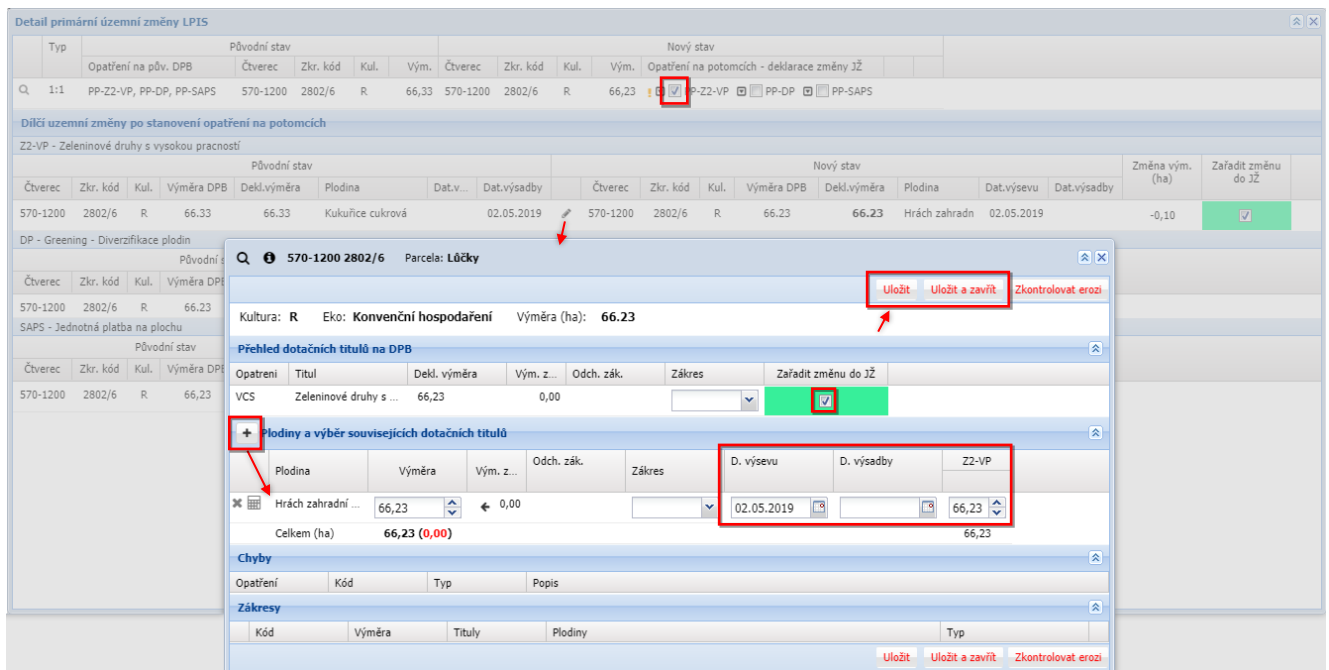 Detail primární územní změny LPIS
Typ Původní stav Nový stav
Opatření na pův. DPB Čtverec Zkr. kód Kul. Vým. Čtverec Zkr. kód Kul. Vým. Opatření na potomcích - deklarace změny JŽ
1:1 PP-Z2-VP, PP-DP, PP-SAPS 570-1200 2802/6 R 66,33 570-1200 2802/6 R 66,23 ! PP-Z2-VP PP-DP PP-SAPS
Dílčí uzemní změny po stanovení opatření na potomcích
Z2-VP - Zeleninové druhy s vysokou pracností
Původní stav Nový stav Změna vým. (ha) Zařadit změnu do JŽ
Čtverec Zkr. kód Kul. Výměra DPB Dekl.výměra Plodina Dat.v... Dat.výsadby Čtverec Zkr. kód Kul. Výměra DPB Dekl.výměra Plodina Dat.výsevu Dat.výsadby
570-1200 2802/6 R 66.33 66.33 Kukuřice cukrová 02.05.2019 570-1200 2802/6 R 66.23 66.23 Hrách zahradn 02.05.2019 -0,10
DP - Greening - Diverzifikace plodin
Původní s
Čtverec Zkr. kód Kul. Výměra DPB
570-1200 2802/6 R 66.23
SAPS - Jednotná platba na plochu
Původní stav
Čtverec Zkr. kód Kul. Výměra DPB
570-1200 2802/6 R 66,23
570-1200 2802/6 Parcela: Lůčky
Uložit Uložit a zavřít Zkontrolovat erozi
Kultura: R Eko: Konvenční hospodaření Výměra (ha): 66.23
Přehled dotačních titulů na DPB
Opatreni Titul Dekl. výměra Vým. z... Odch. zák. Zákres Zařadit změnu do JŽ
VCS Zeleninové druhy s ... 66,23 0,00
+ Plodiny a výběr souvisejících dotačních titulů
Plodina Výměra Vým. z... Odch. zák. Zákres D. výsevu D. výsadby Z2-VP
Hrách zahradní ... 66,23 0,00 02.05.2019 66,23
Celkem (ha) 66,23 (0,00) 66,23
Chyby
Opatření Kód Typ Popis
Zákresy
Kód Výměra Tituly Plodiny Typ
Uložit Uložit a zavřít Zkontrolovat erozi